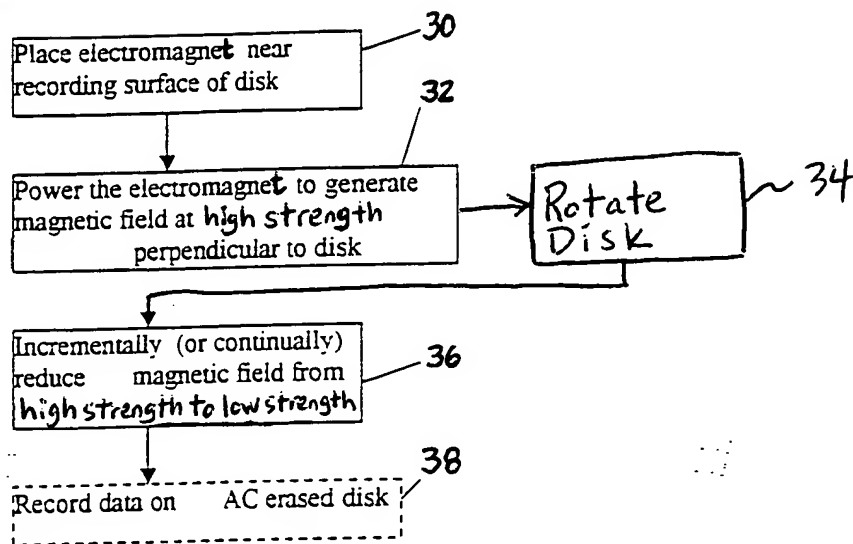 30
Place electromagnet near
recording surface of disk
32
Power the electromagnet to generate
magnetic field at high strength
perpendicular to disk
Rotate
Disk
34
Incrementally (or continually)
reduce magnetic field from
high strength to low strength
36
38
Record data on AC erased disk